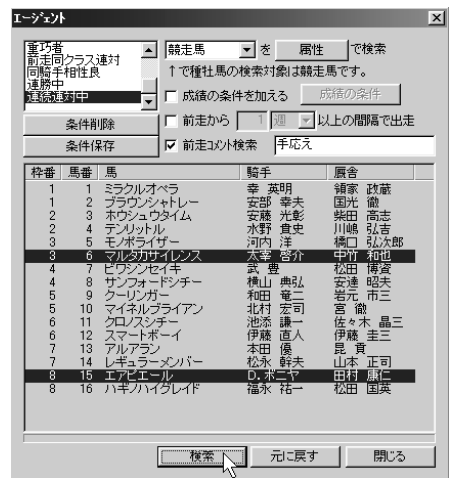 エージェント
重巧者
前走同クラス連対
同騎手相性良
連勝中
連続連対中
競走馬 を 属性 で検索
↑で種牡馬の検索対象は競走馬です。
成績の条件を加える 成績の条件
条件削除
前走から 1 週 以上の間隔で出走
条件保存
前走コメント検索 手応え
枠番 馬番 馬 騎手 厩舎
1 1 ミラクルオペラ 幸 英明 領家 政蔵
1 2 ブラウンシャトレー 安部 幸夫 国光 徹
2 3 ホウシュウタイム 安藤 光彰 柴田 高志
2 4 テンリットル 水野 貴史 川嶋 弘吉
3 5 モノポライザー 河内 洋 橋口 弘次郎
3 6 マルタカサイレンス 太宰 啓介 中竹 和也
4 7 ビワシンセイキ 武 豊 松田 博資
4 8 サンフォードシチー 横山 典弘 安達 昭夫
5 9 クーリンガー 和田 竜二 岩元 市三
5 10 マイネルブライアン 北村 宏司 宮 徹
6 11 クロノスシチー 池添 謙一 佐々木 晶三
6 12 スマートボーイ 伊藤 直人 伊藤 圭三
7 13 アルアラン 本田 優 昆 貢
7 14 レギュラーメンバー 松永 幹夫 山本 正司
8 15 エアピエール D.ボニヤ 田村 康仁
8 16 ハギノハイグレイド 福永 祐一 松田 国英
検索 元に戻す 閉じる